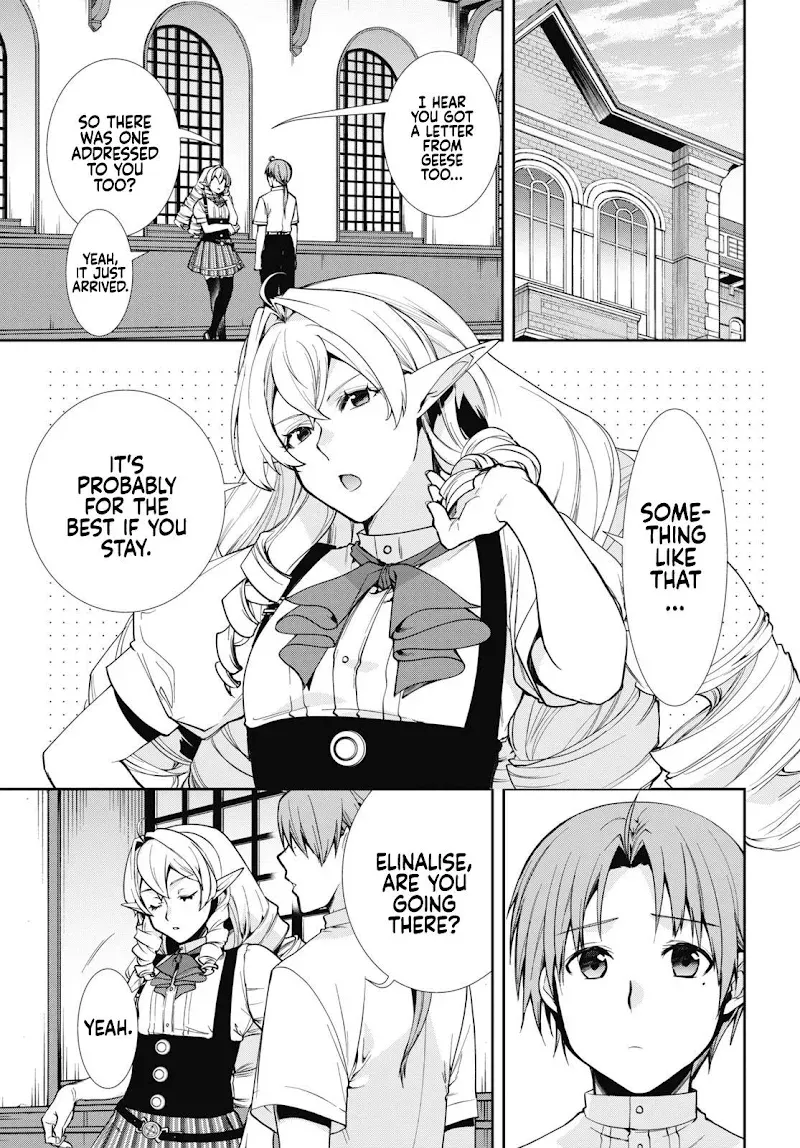 I HEAR
YOU GOT
A LETTER
FROM
GEESE
TOO...
SO THERE
WAS ONE
ADDRESSED
TO YOU
TOO?
YEAH,
IT JUST
ARRIVED.
SOME-
THING
LIKE
THAT
...
IT'S
PROBABLY
FOR THE
BEST IF YOU
STAY.
ELINALISE,
ARE YOU
GOING
THERE?
YEAH.